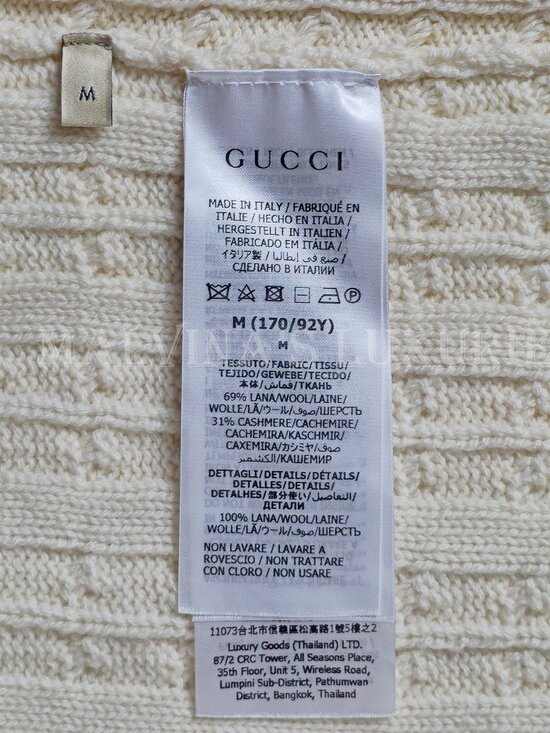 M
GUCCI
MADE IN ITALY / FABRIQUÉ EN
ITALIE / HECHO EN ITALIA /
HERGESTELLT IN ITALIEN /
FABRICADO EM ITÁLIA /
イタリア製 / صنع في إيطاليا /
СДЕЛАНО В ИТАЛИИ
P
M (170/92Y)
M
TESSUTO/FABRIC/TISSU/
TEJIDO/GEWEBE/TECIDO/
本体/قماش/ТКАНЬ
69% LANA/WOOL/LAINE/
WOLLE/LÃ/ウール/صوف/ШЕРСТЬ
31% CASHMERE/CACHEMIRE/
CACHEMIRA/KASCHMIR/
CAXEMIRA/カシミヤ/صوف
الكشمير/КАШЕМИР
DETTAGLI/DETAILS/DÉTAILS/
DETALLES/DETAILS/
DETALHES/部分使い/التفاصيل/
ДЕТАЛИ
100% LANA/WOOL/LAINE/
WOLLE/LÃ/ウール/صوف/ШЕРСТЬ
NON LAVARE / LAVARE A
ROVESCIO / NON TRATTARE
CON CLORO / NON USARE
11073台北市信義區松高路1號5樓之2
Luxury Goods (Thailand) LTD.
87/2 CRC Tower, All Seasons Place,
35th Floor, Unit 5, Wireless Road,
Lumpini Sub-District, Pathumwan
District, Bangkok, Thailand